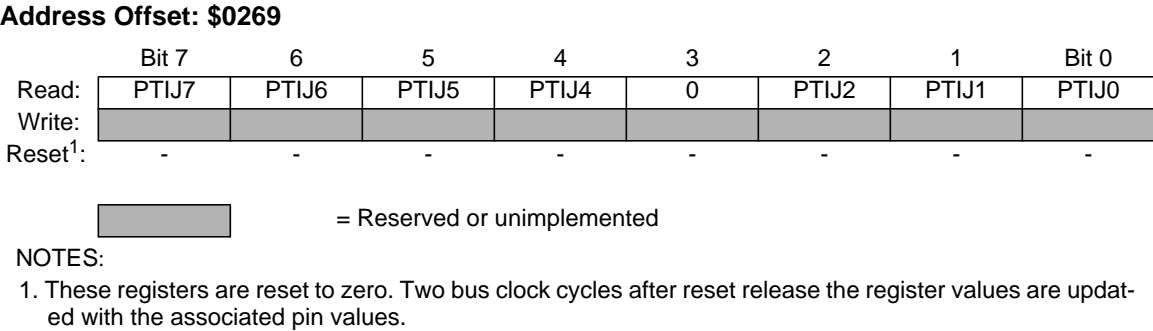 Address Offset: $0269
Bit 7 6 5 4 3 2 1 Bit 0
Read: PTIJ7 PTIJ6 PTIJ5 PTIJ4 0 PTIJ2 PTIJ1 PTIJ0
Write:
Reset1: - - - - - - - -
= Reserved or unimplemented
NOTES:
1. These registers are reset to zero. Two bus clock cycles after reset release the register values are updat-
ed with the associated pin values.